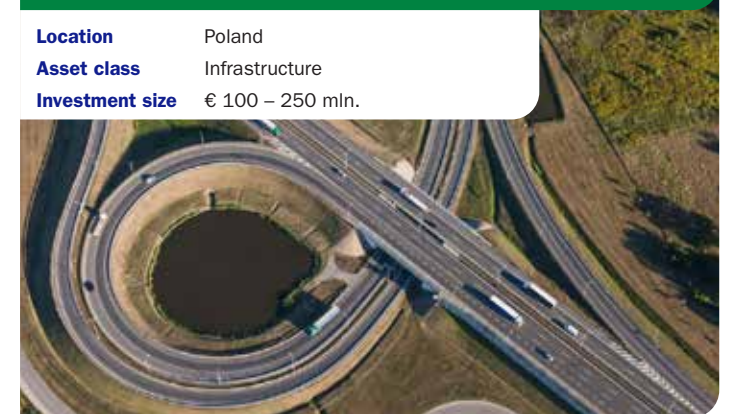 Location Poland
Asset class Infrastructure
Investment size € 100 – 250 mln.